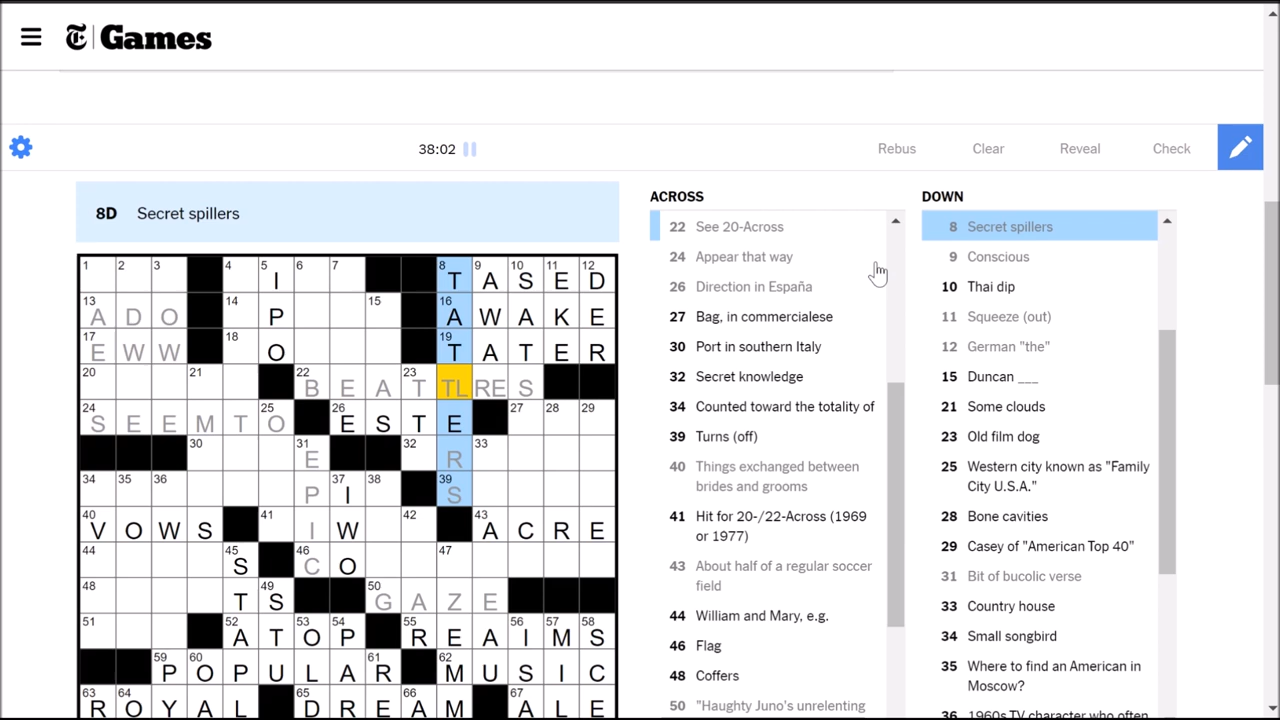 Games
38:02
Rebus
Clear
Reveal
Check
8D Secret spillers
1 2 3 4 5 I 6 7 8 T 9 A 10 S 11 E 12 D
13 A D O 14 P 15 16 A W A K E
17 E W W 18 O 19 T A T E R
20 21 22 B E A 23 T TL RE S
24 S E E M T 25 O 26 E S T E 27 28 29
30 31 E 32 R 33
34 35 36 P 37 I 38 39 S
40 V O W S 41 I W 42 43 A C R E
44 45 S 46 C O 47
48 T 49 S 50 G A Z E
51 52 A T 53 O 54 P 55 R E A 56 I 57 M 58 S
59 P 60 O P U L A 61 R 62 M U S I C
63 R 64 O Y A L 65 D R E 66 A M 67 A L E
ACROSS
22 See 20-Across
24 Appear that way
26 Direction in España
27 Bag, in commercialese
30 Port in southern Italy
32 Secret knowledge
34 Counted toward the totality of
39 Turns (off)
40 Things exchanged between
brides and grooms
41 Hit for 20-/22-Across (1969
or 1977)
43 About half of a regular soccer
field
44 William and Mary, e.g.
46 Flag
48 Coffers
50 "Haughty Juno's unrelenting
DOWN
8 Secret spillers
9 Conscious
10 Thai dip
11 Squeeze (out)
12 German "the"
15 Duncan ___
21 Some clouds
23 Old film dog
25 Western city known as "Family
City U.S.A."
28 Bone cavities
29 Casey of "American Top 40"
31 Bit of bucolic verse
33 Country house
34 Small songbird
35 Where to find an American in
Moscow?
36 1960s TV character who often